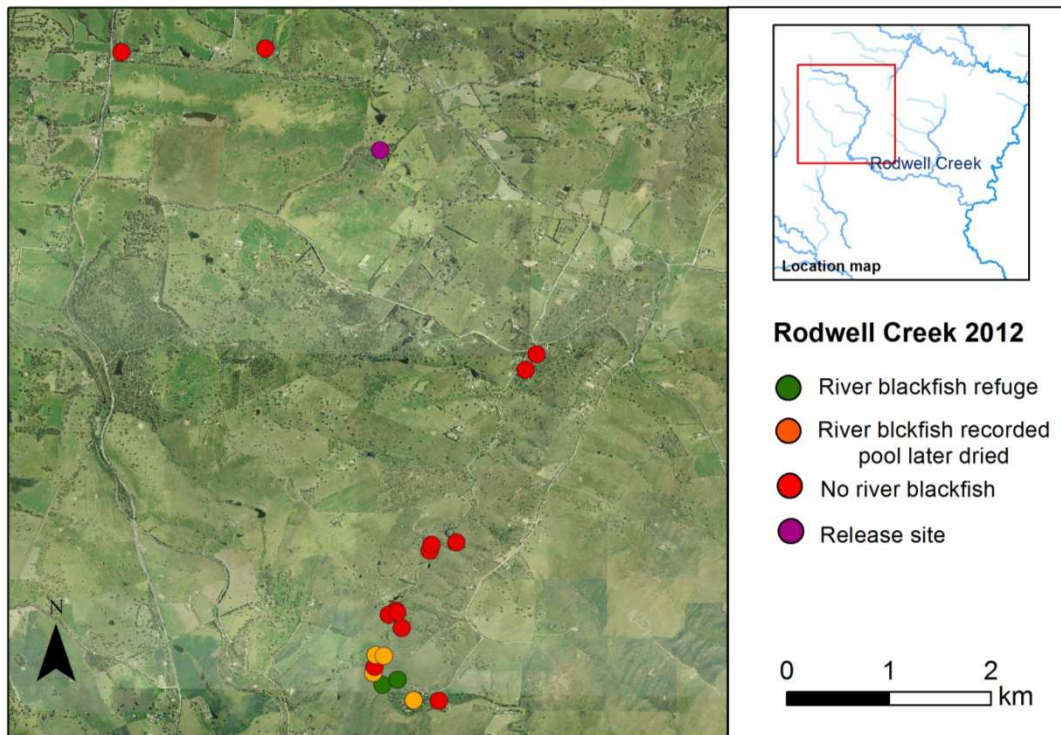 N
Rodwell Creek
Location map
Rodwell Creek 2012
River blackfish refuge
River blckfish recorded
pool later dried
No river blackfish
Release site
0 1 2
km